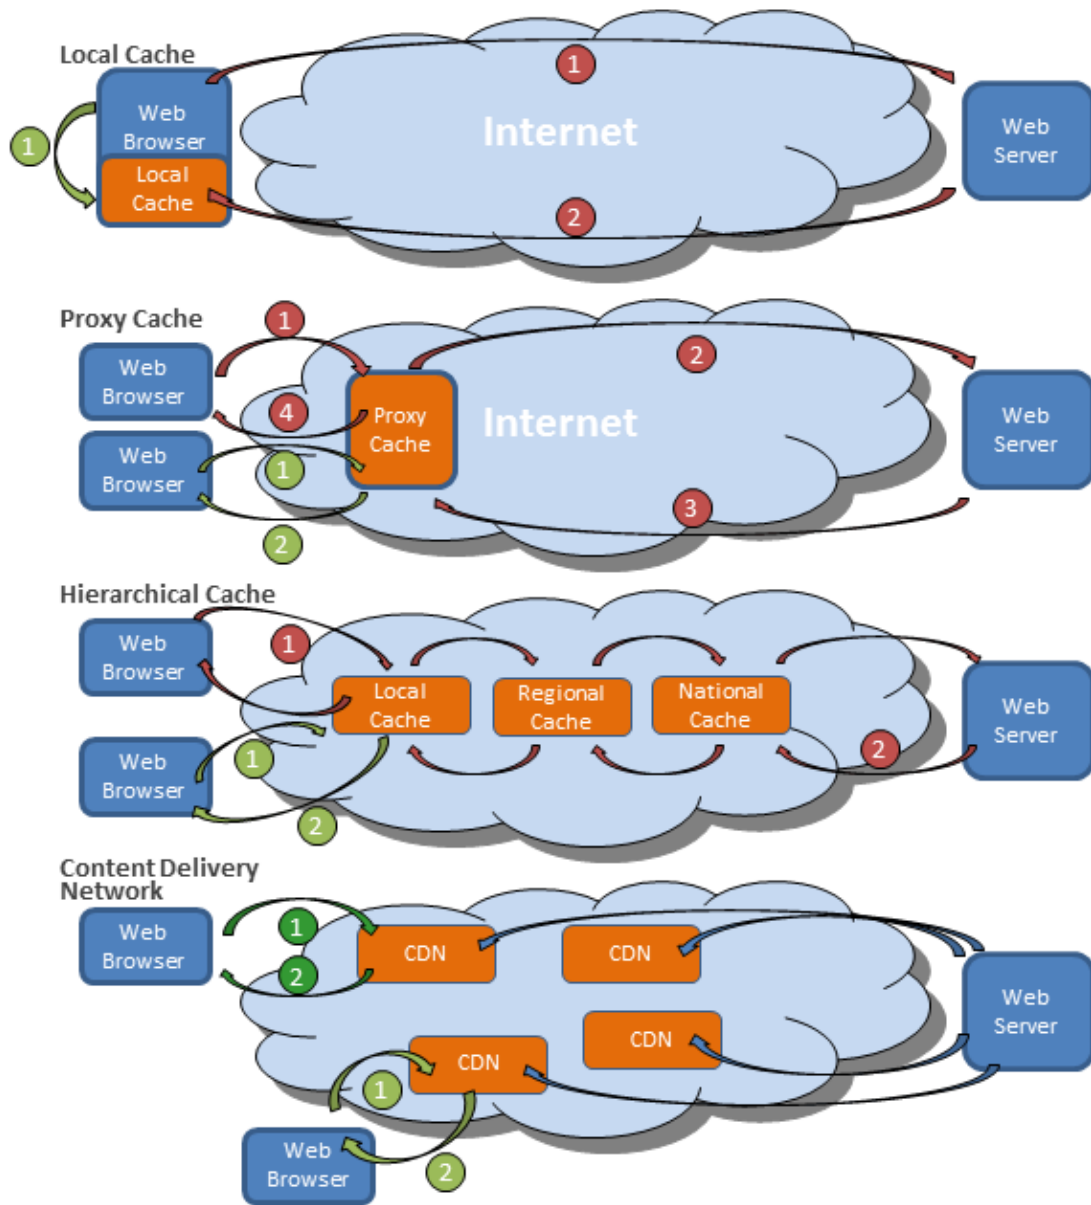 Local Cache
Web
Browser
Local
Cache
1
1
Internet
2
Web
Server
Proxy Cache
Web
Browser
Web
Browser
1
4
1
2
Proxy
Cache
Internet
2
3
Web
Server
Hierarchical Cache
Web
Browser
Web
Browser
1
1
2
Local
Cache
Regional
Cache
National
Cache
2
Web
Server
Content Delivery
Network
Web
Browser
1
2
CDN
CDN
CDN
CDN
1
2
Web
Browser
Web
Server